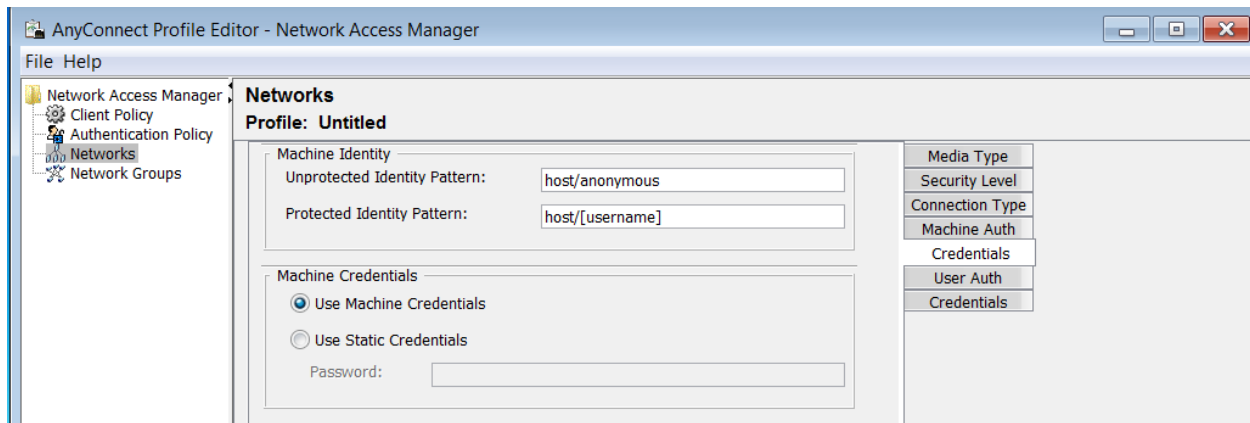 AnyConnect Profile Editor - Network Access Manager
File Help
Network Access Manager
Client Policy
Authentication Policy
Networks
Network Groups
Networks
Profile: Untitled
Machine Identity
Unprotected Identity Pattern: host/anonymous
Protected Identity Pattern: host/[username]
Machine Credentials
Use Machine Credentials
Use Static Credentials
Password:
Media Type
Security Level
Connection Type
Machine Auth
Credentials
User Auth
Credentials